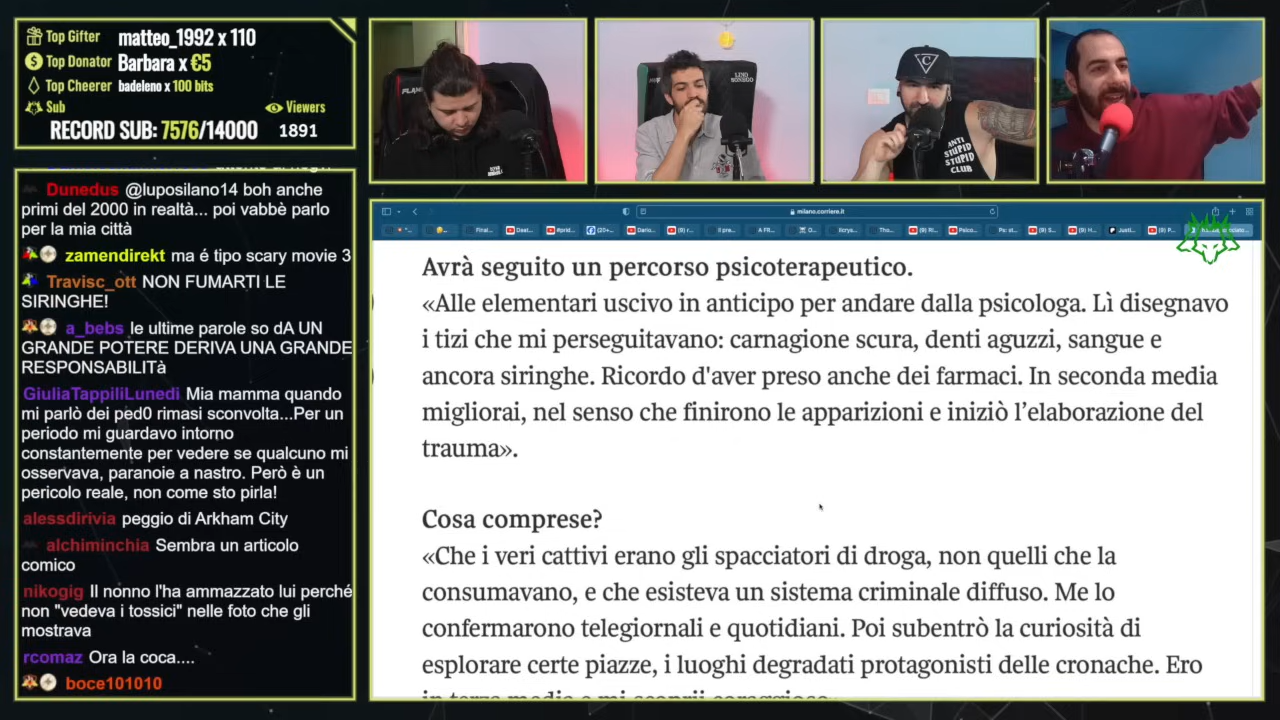 Top Gifter matteo_1992 x 110
Top Donator Barbara x €5
Top Cheerer badeleno x 100 bits
Sub Viewers
RECORD SUB: 7576/14000 1891
Dunedus @luposilano14 boh anche
primi del 2000 in realtà... poi vabbè parlo
per la mia città
zamendirekt ma é tipo scary movie 3
Travisc_ott NON FUMARTI LE
SIRINGHE!
a_bebs le ultime parole so dA UN
GRANDE POTERE DERIVA UNA GRANDE
RESPONSABILITà
GiuliaTappiliLunedi Mia mamma quando
mi parlò dei ped0 rimasi sconvolta...Per un
periodo mi guardavo intorno
constantemente per vedere se qualcuno mi
osservava, paranoie a nastro. Però è un
pericolo reale, non come sto pirla!
alessdirivia peggio di Arkham City
alchiminchia Sembra un articolo
comico
nikogig Il nonno l'ha ammazzato lui perché
non "vedeva i tossici" nelle foto che gli
mostrava
rcomaz Ora la coca....
boce101010
ANTI
STUPID
STUPID
CLUB
milano.corriere.it
Avrà seguito un percorso psicoterapeutico.
«Alle elementari uscivo in anticipo per andare dalla psicologa. Lì disegnavo
i tizi che mi perseguitavano: carnagione scura, denti aguzzi, sangue e
ancora siringhe. Ricordo d'aver preso anche dei farmaci. In seconda media
migliorai, nel senso che finirono le apparizioni e iniziò l'elaborazione del
trauma».
Cosa comprese?
«Che i veri cattivi erano gli spacciatori di droga, non quelli che la
consumavano, e che esisteva un sistema criminale diffuso. Me lo
confermarono telegiornali e quotidiani. Poi subentrò la curiosità di
esplorare certe piazze, i luoghi degradati protagonisti delle cronache. Ero
in terza media e mi scoprii coraggioso»